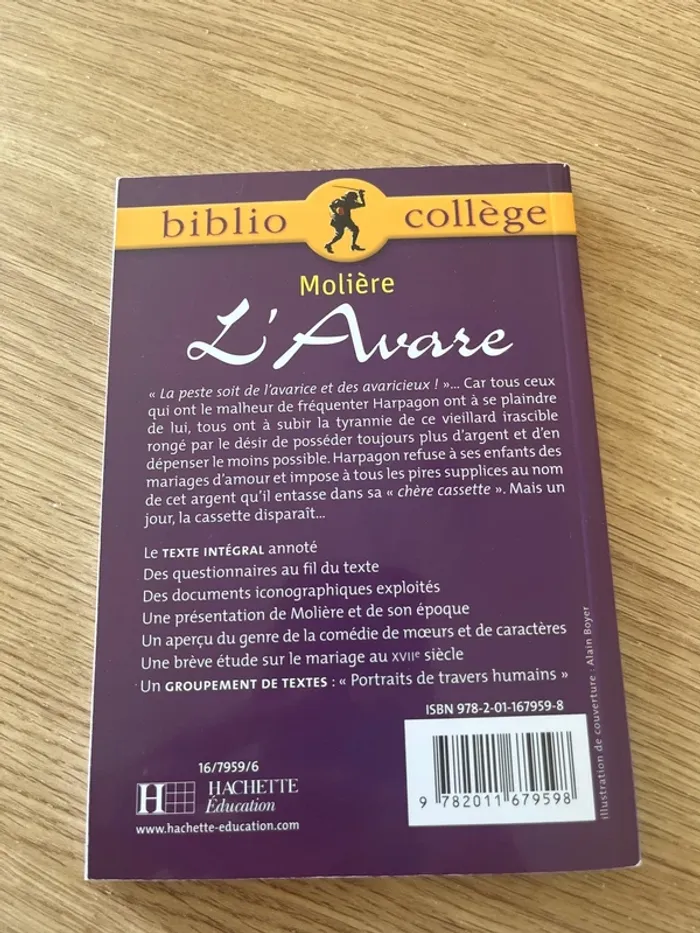 biblio collège
Molière
L'Avare
« La peste soit de l'avarice et des avaricieux ! »... Car tous ceux
qui ont le malheur de fréquenter Harpagon ont à se plaindre
de lui, tous ont à subir la tyrannie de ce vieillard irascible
rongé par le désir de posséder toujours plus d'argent et d'en
dépenser le moins possible. Harpagon refuse à ses enfants des
mariages d'amour et impose à tous les pires supplices au nom
de cet argent qu'il entasse dans sa « chère cassette ». Mais un
jour, la cassette disparaît...
Le TEXTE INTÉGRAL annoté
Des questionnaires au fil du texte
Des documents iconographiques exploités
Une présentation de Molière et de son époque
Un aperçu du genre de la comédie de mœurs et de caractères
Une brève étude sur le mariage au XVIIe siècle
Un GROUPEMENT DE TEXTES : « Portraits de travers humains »
ISBN 978-2-01-167959-8
9 782011 679598
16/7959/6
H HACHETTE
Éducation
www.hachette-education.com
illustration de couverture : Alain Boyer